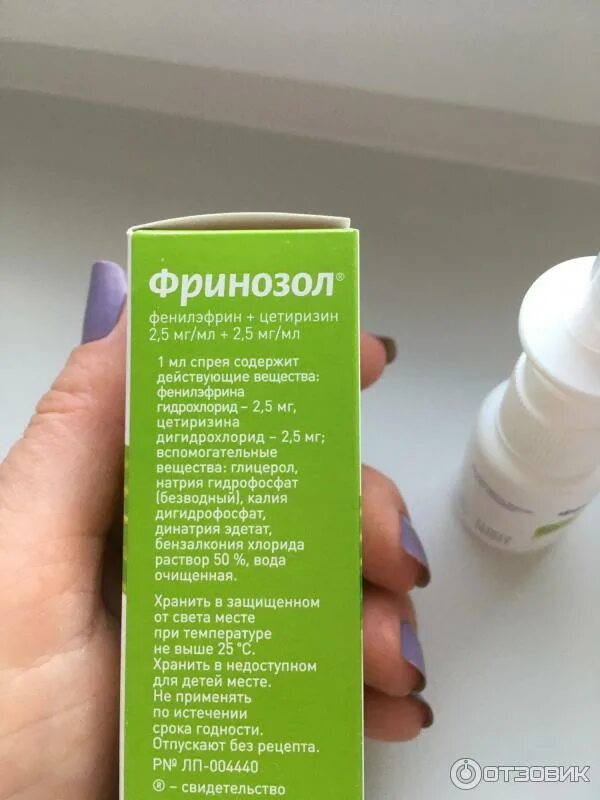 Фринозол®
фенилэфрин + цетиризин
2,5 мг/мл + 2,5 мг/мл
1 мл спрея содержит
действующие вещества:
фенилэфрина
гидрохлорид – 2,5 мг,
цетиризина
дигидрохлорид – 2,5 мг;
вспомогательные
вещества: глицерол,
натрия гидрофосфат
(безводный), калия
дигидрофосфат,
динатрия эдетат,
бензалкония хлорида
раствор 50 %, вода
очищенная.
Хранить в защищенном
от света месте
при температуре
не выше 25 °С.
Хранить в недоступном
для детей месте.
Не применять
по истечении
срока годности.
Отпускают без рецепта.
P№ ЛП-004440
® – свидетельство
ОТЗОВИК